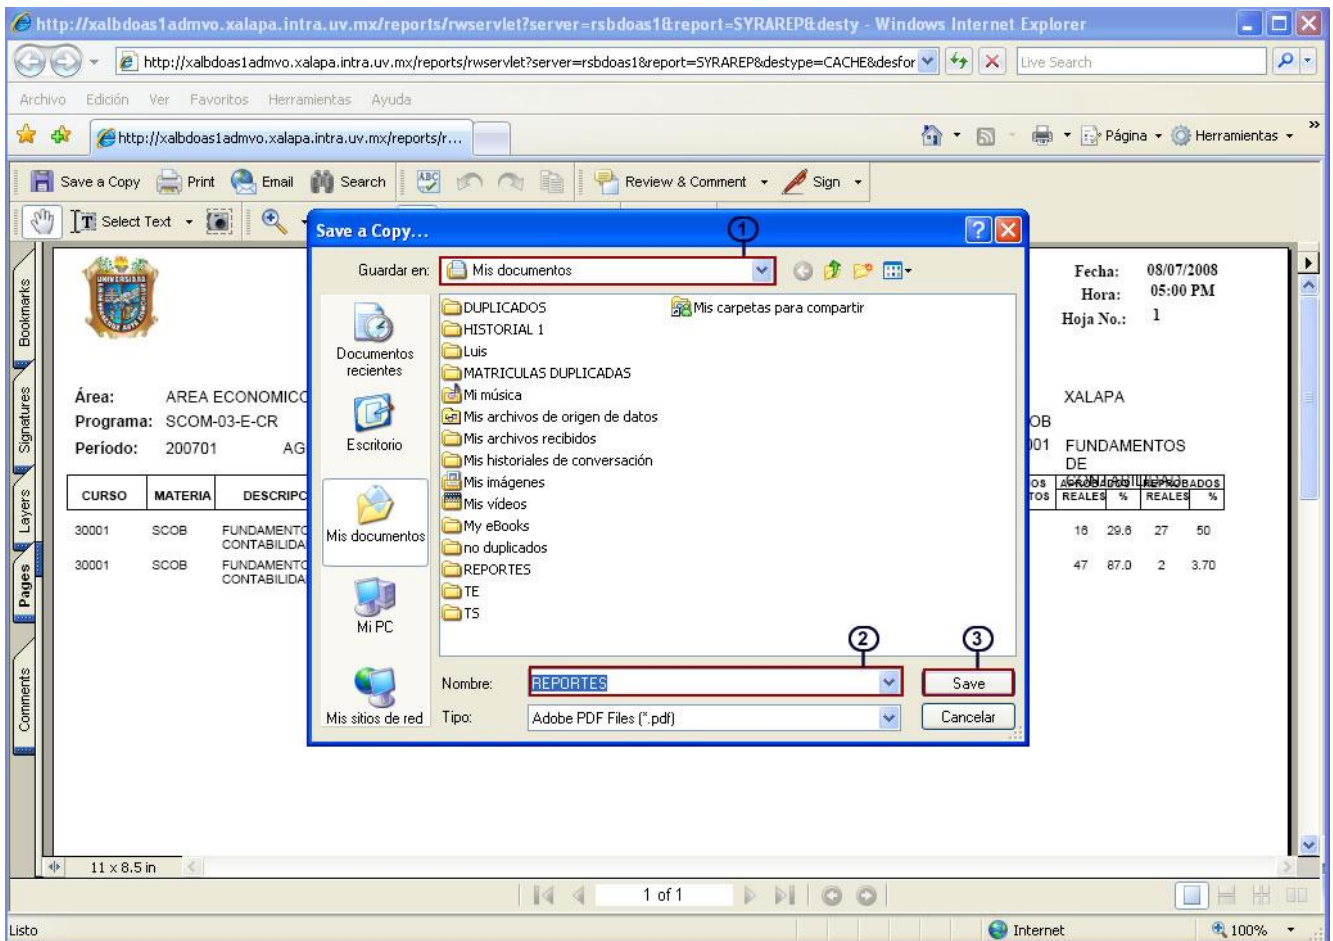 http://xalbdoas1admvo.xalapa.intra.uv.mx/reports/rwservlet?server=rsbdoas1&report=SYRAREP&desty - Windows Internet Explorer
http://xalbdoas1admvo.xalapa.intra.uv.mx/reports/rwservlet?server=rsbdoas1&report=SYRAREP&destype=CACHE&desfor
Live Search
Archivo Edición Ver Favoritos Herramientas Ayuda
http://xalbdoas1admvo.xalapa.intra.uv.mx/reports/r...
Página Herramientas »
Save a Copy Print Email Search Review & Comment Sign
Select Text
Bookmarks
Signatures
Layers
Pages
Comments
Fecha: 08/07/2008
Hora: 05:00 PM
Hoja No.: 1
Área: AREA ECONOMICO
XALAPA
Programa: SCOM-03-E-CR
OB
Período: 200701 AG
001 FUNDAMENTOS
DE
CURSO MATERIA DESCRIPC
OS
TOS
REALES % REALES %
30001 SCOB FUNDAMENTO
CONTABILIDA
16 29.6 27 50
30001 SCOB FUNDAMENTO
CONTABILIDA
47 87.0 2 3.70
Save a Copy...
1
Guardar en: Mis documentos
Documentos
recientes
Escritorio
Mis documentos
Mi PC
Mis sitios de red
DUPLICADOS
HISTORIAL 1
Luis
MATRICULAS DUPLICADAS
Mi música
Mis archivos de origen de datos
Mis archivos recibidos
Mis historiales de conversación
Mis imágenes
Mis vídeos
My eBooks
no duplicados
REPORTES
TE
TS
Mis carpetas para compartir
2
3
Nombre: REPORTES
Save
Tipo: Adobe PDF Files (*.pdf)
Cancelar
11 x 8.5 in
1 of 1
Listo
Internet
100%